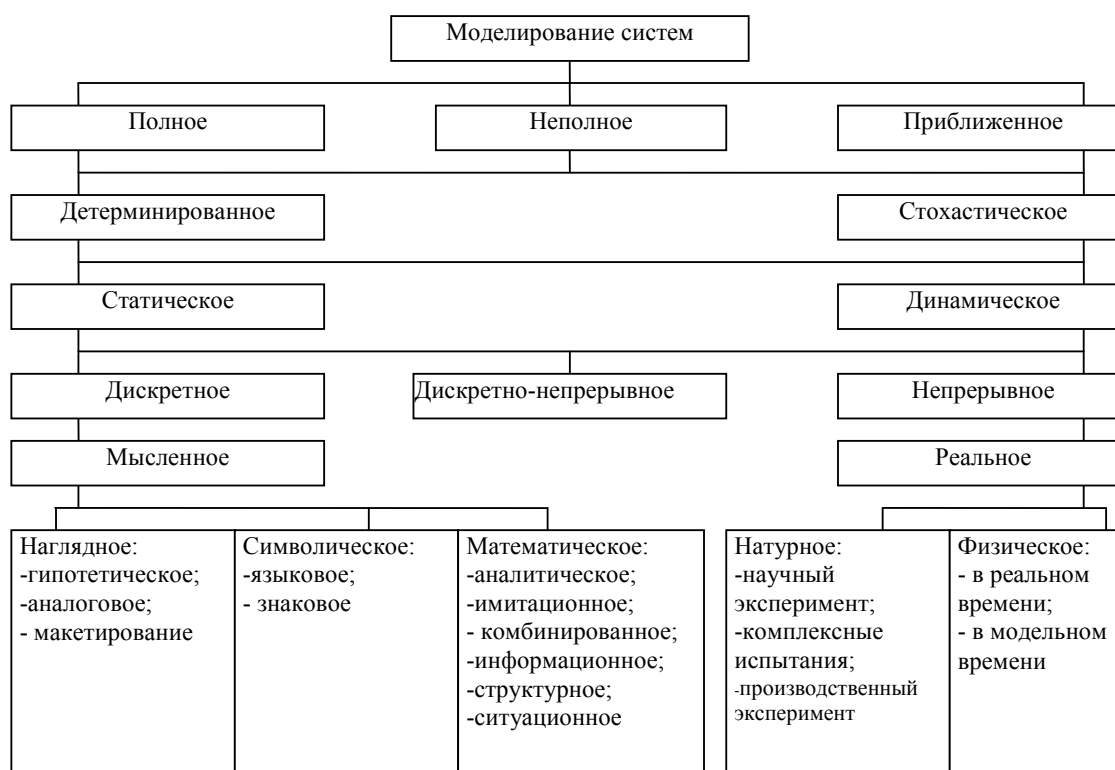 Моделирование систем
Полное
Неполное
Приближенное
Детерминированное
Стохастическое
Статическое
Динамическое
Дискретное
Дискретно-непрерывное
Непрерывное
Мысленное
Реальное
Наглядное:
-гипотетическое;
-аналоговое;
- макетирование
Символическое:
-языковое;
- знаковое
Математическое:
-аналитическое;
-имитационное;
- комбинированное;
-информационное;
-структурное;
-ситуационное
Натурное:
-научный
эксперимент;
-комплексные
испытания;
-производственный
эксперимент
Физическое:
- в реальном
времени;
- в модельном
времени